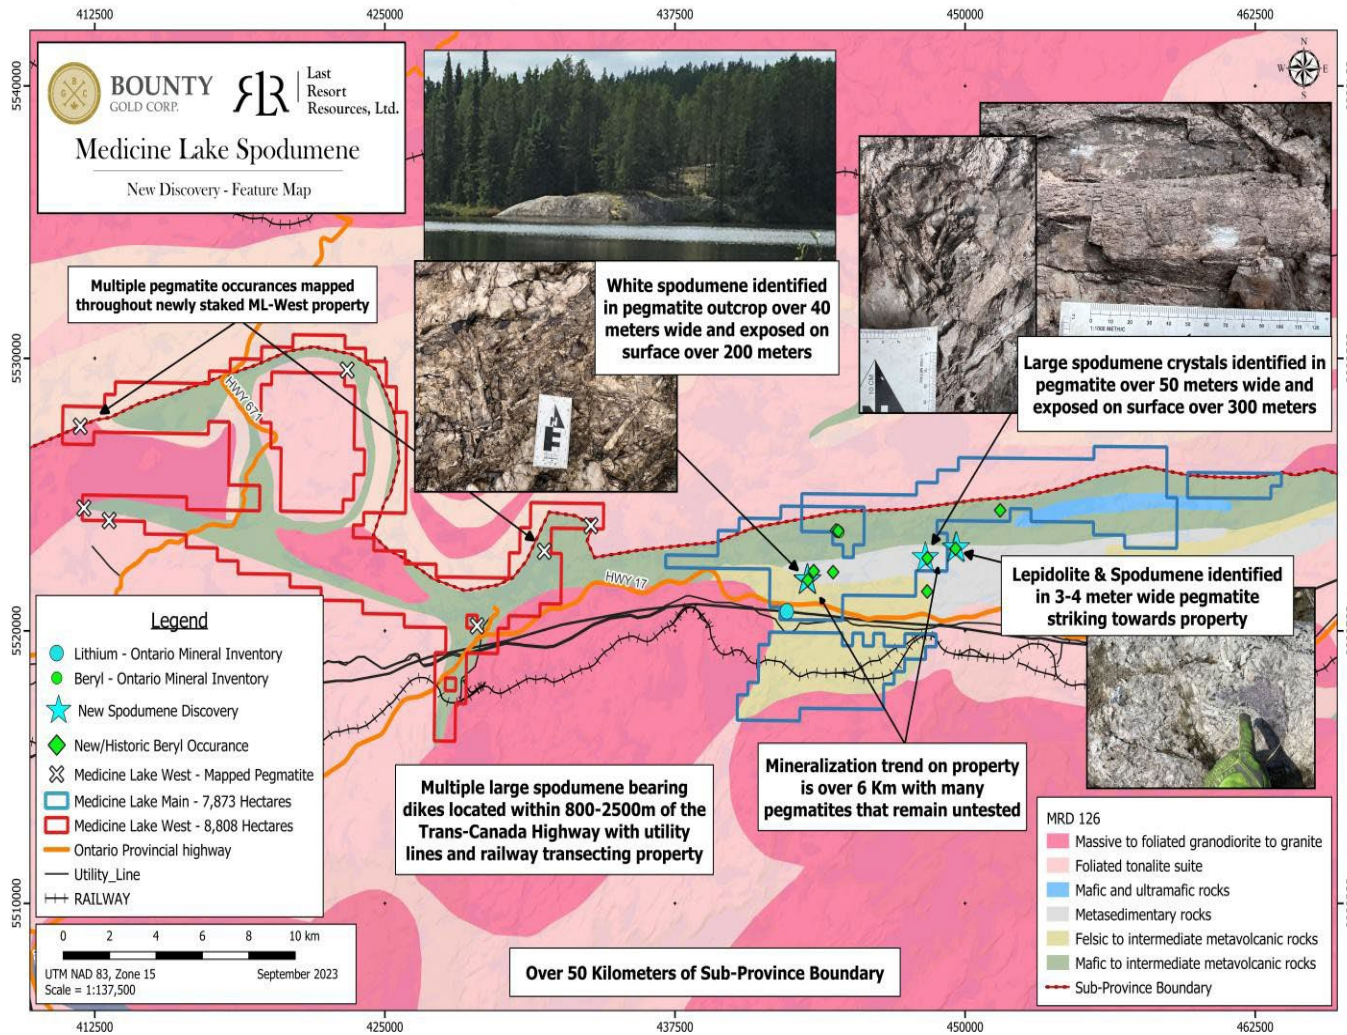 412500
425000
437500
450000
462500
5540000
5530000
5520000
5510000
BGC
BOUNTY
GOLD CORP.
RLR
Last
Resort
Resources, Ltd.
Medicine Lake Spodumene
New Discovery - Feature Map
N
W
E
S
Multiple pegmatite occurances mapped
throughout newly staked ML-West property
White spodumene identified
in pegmatite outcrop over 40
meters wide and exposed on
surface over 200 meters
Large spodumene crystals identified in
pegmatite over 50 meters wide and
exposed on surface over 300 meters
HWY 671
HWY 17
Lepidolite & Spodumene identified
in 3-4 meter wide pegmatite
striking towards property
Legend
Lithium - Ontario Mineral Inventory
Beryl - Ontario Mineral Inventory
New Spodumene Discovery
New/Historic Beryl Occurance
Medicine Lake West - Mapped Pegmatite
Medicine Lake Main - 7,873 Hectares
Medicine Lake West - 8,808 Hectares
Ontario Provincial highway
Utility_Line
RAILWAY
Multiple large spodumene bearing
dikes located within 800-2500m of the
Trans-Canada Highway with utility
lines and railway transecting property
Mineralization trend on property
is over 6 Km with many
pegmatites that remain untested
MRD 126
Massive to foliated granodiorite to granite
Foliated tonalite suite
Mafic and ultramafic rocks
Metasedimentary rocks
Felsic to intermediate metavolcanic rocks
Mafic to intermediate metavolcanic rocks
Sub-Province Boundary
0 2 4 6 8 10 km
UTM NAD 83, Zone 15
September 2023
Scale = 1:137,500
Over 50 Kilometers of Sub-Province Boundary
412500
425000
437500
450000
462500